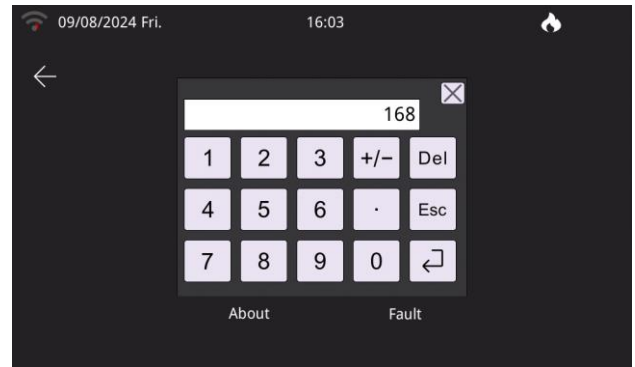 09/08/2024 Fri. 16:03
168
1 2 3 +/− Del
4 5 6 . Esc
7 8 9 0
About Fault